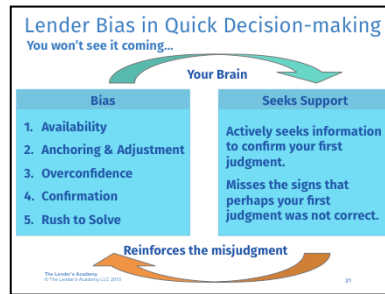 Lender Bias in Quick Decision-making
You won't see it coming...
Your Brain
Bias
1. Availability
2. Anchoring & Adjustment
3. Overconfidence
4. Confirmation
5. Rush to Solve
Seeks Support
Actively seeks information
to confirm your first
judgment.
Misses the signs that
perhaps your first
judgment was not correct.
Reinforces the misjudgment
The Lender's Academy
© The Lender's Academy LLC 2015
21